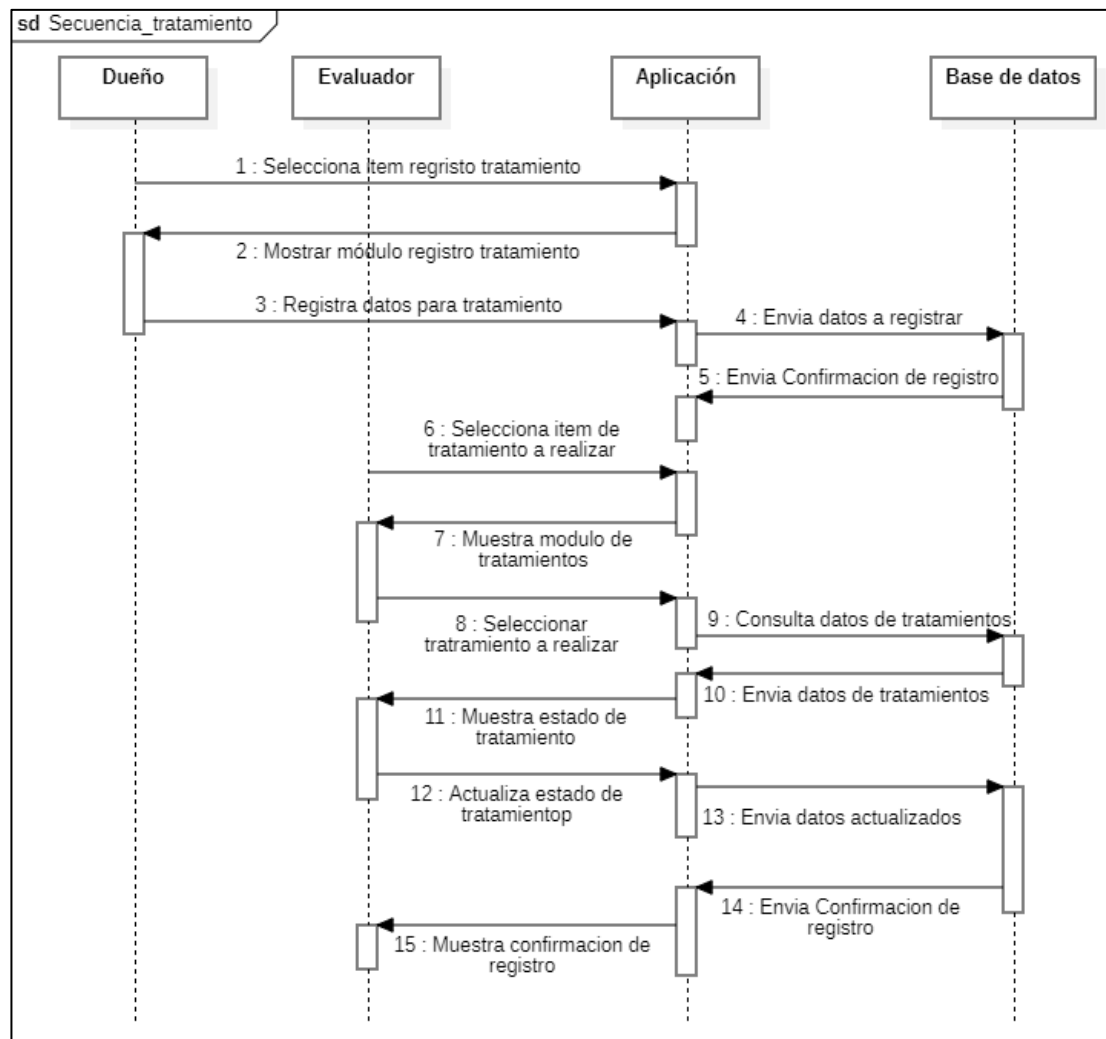 sd Secuencia_tratamiento
Dueño
Evaluador
Aplicación
Base de datos
1 : Selecciona item regristo tratamiento
2 : Mostrar módulo registro tratamiento
3 : Registra datos para tratamiento
4 : Envia datos a registrar
5 : Envia Confirmacion de registro
6 : Selecciona item de
tratamiento a realizar
7 : Muestra modulo de
tratamientos
8 : Seleccionar
tratramiento a realizar
9 : Consulta datos de tratamientos
10 : Envia datos de tratamientos
11 : Muestra estado de
tratamiento
12 : Actualiza estado de
tratamientop
13 : Envia datos actualizados
14 : Envia Confirmacion de
registro
15 : Muestra confirmacion de
registro